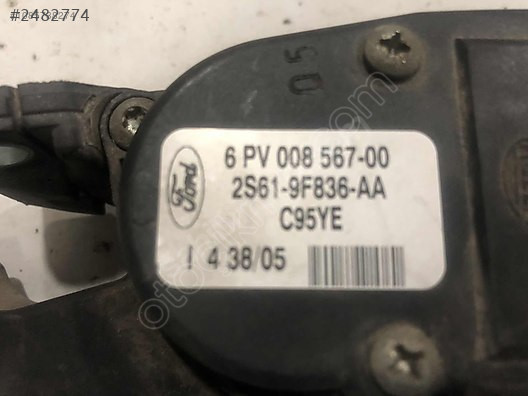 #2482774
05
Ford
6 PV 008 567-00
2S61-9F836-AA
C95YE
! 4 38/05